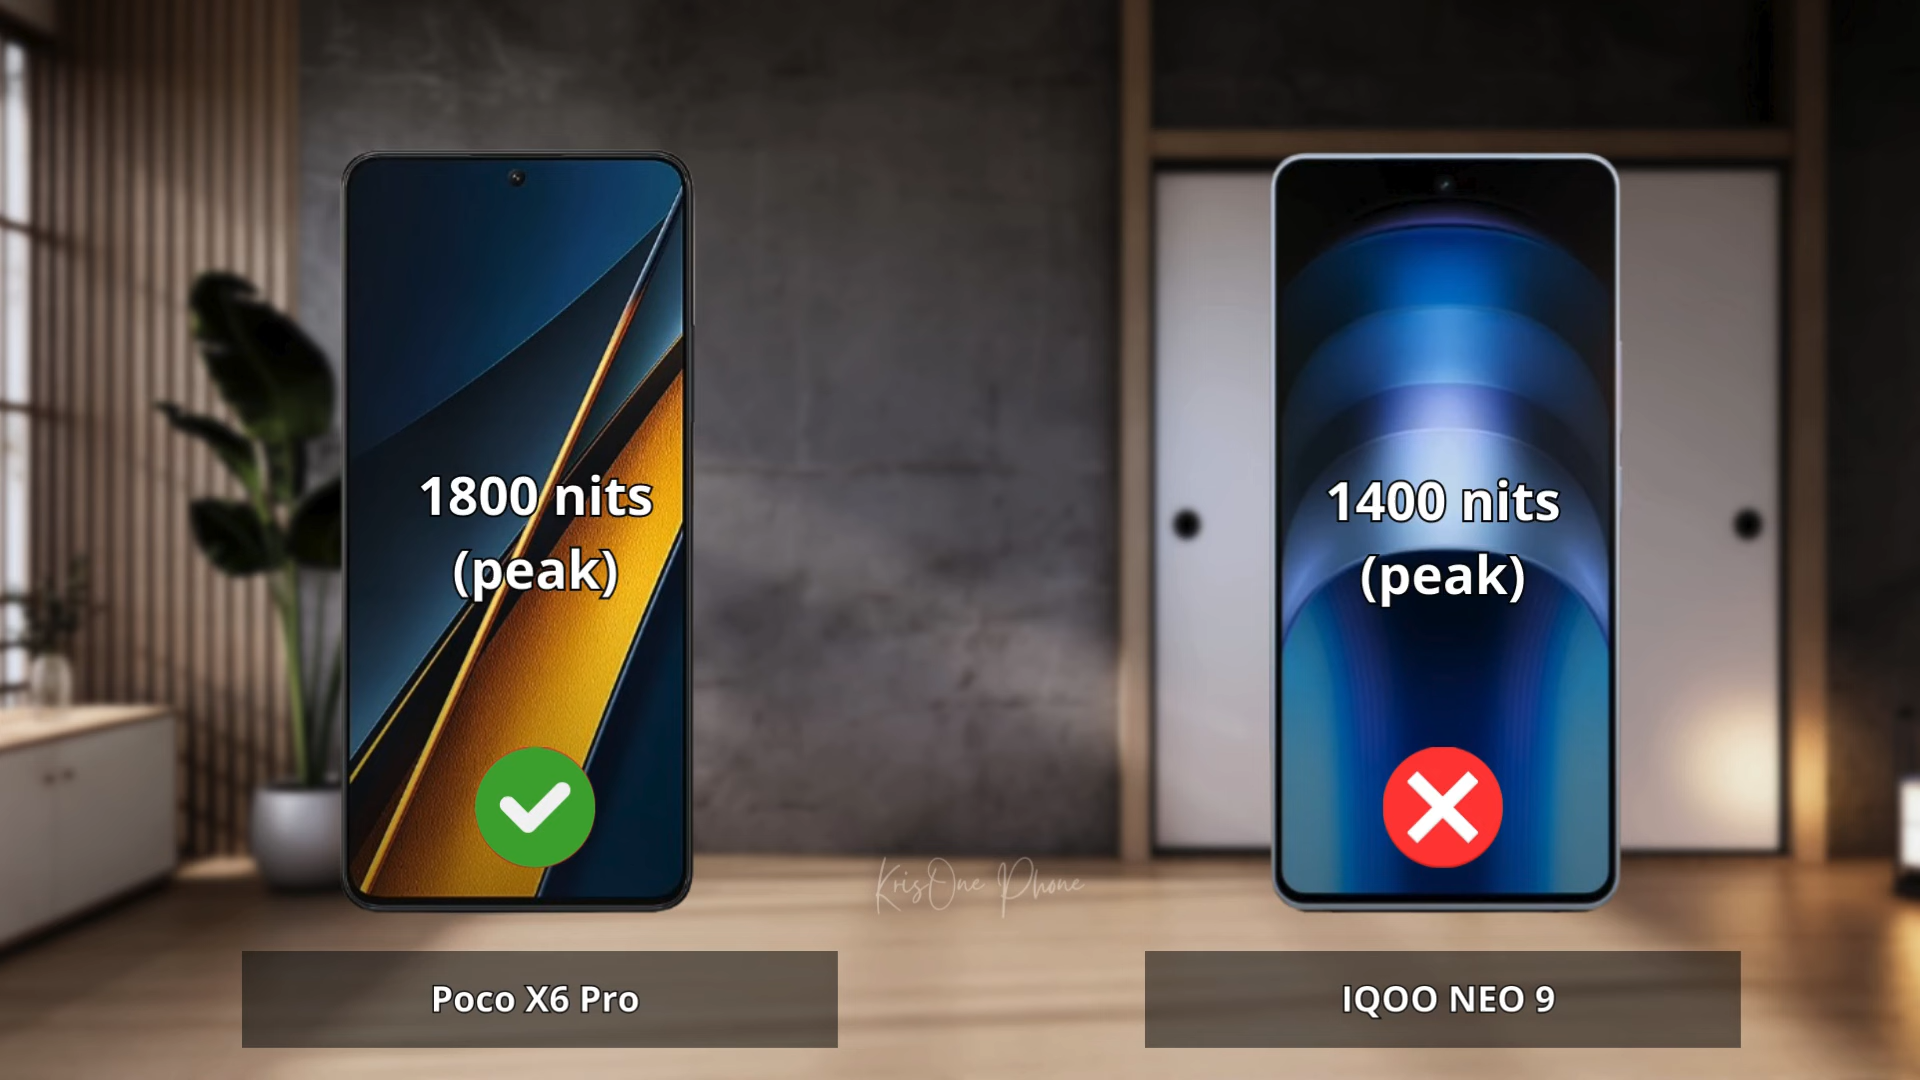 1800 nits
(peak)
1400 nits
(peak)
KrisOne Phone
Poco X6 Pro
IQOO NEO 9